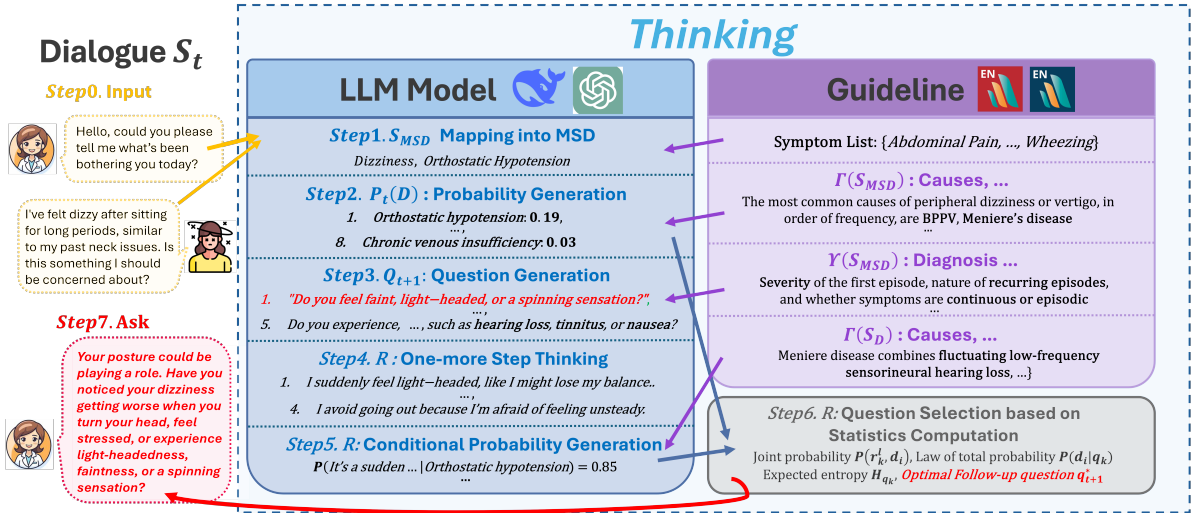 Thinking
Dialogue S_t
Step0. Input
Hello, could you please
tell me what's been
bothering you today?
I've felt dizzy after sitting
for long periods, similar
to my past neck issues. Is
this something I should
be concerned about?
Step7. Ask
Your posture could be
playing a role. Have you
noticed your dizziness
getting worse when you
turn your head, feel
stressed, or experience
light-headedness,
faintness, or a spinning
sensation?
LLM Model
Step1. S_MSD Mapping into MSD
Dizziness, Orthostatic Hypotension
Step2. P_t(D) : Probability Generation
1. Orthostatic hypotension: 0.19,
...,
8. Chronic venous insufficiency: 0.03
Step3. Q_{t+1}: Question Generation
1. "Do you feel faint, light−headed, or a spinning sensation?",
...,
5. Do you experience, ..., such as hearing loss, tinnitus, or nausea?
Step4. R : One-more Step Thinking
1. I suddenly feel light−headed, like I might lose my balance..
...,
4. I avoid going out because I'm afraid of feeling unsteady.
Step5. R: Conditional Probability Generation
P(It's a sudden ... |Orthostatic hypotension) = 0.85
...
Guideline
EN
EN
Symptom List: {Abdominal Pain, ..., Wheezing}
Γ(S_MSD) : Causes, ...
The most common causes of peripheral dizziness or vertigo, in
order of frequency, are BPPV, Meniere's disease
...
Υ(S_MSD) : Diagnosis ...
Severity of the first episode, nature of recurring episodes,
and whether symptoms are continuous or episodic
...
Γ(S_D) : Causes, ...
Meniere disease combines fluctuating low-frequency
sensorineural hearing loss, ...}
Step6. R: Question Selection based on
Statistics Computation
Joint probability P(r_k^l, d_i), Law of total probability P(d_i|q_k)
Expected entropy H_{q_k}, Optimal Follow-up question q*_{t+1}